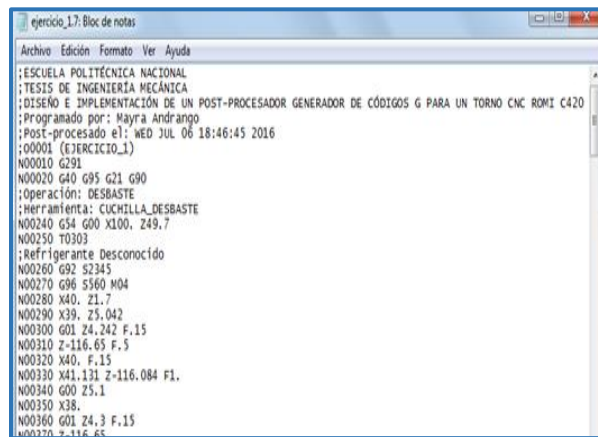 ejercicio_1.7: Bloc de notas
Archivo Edición Formato Ver Ayuda
;ESCUELA POLITÉCNICA NACIONAL
;TESIS DE INGENIERÍA MECÁNICA
;DISEÑO E IMPLEMENTACIÓN DE UN POST-PROCESADOR GENERADOR DE CÓDIGOS G PARA UN TORNO CNC ROMI C420
;Programado por: Mayra Andrango
;Post-procesado el: WED JUL 06 18:46:45 2016
;O0001 (EJERCICIO_1)
N00010 G291
N00020 G40 G95 G21 G90
;Operación: DESBASTE
;Herramienta: CUCHILLA_DESBASTE
N00240 G54 G00 X100. Z49.7
N00250 T0303
;Refrigerante Desconocido
N00260 G92 S2345
N00270 G96 S560 M04
N00280 X40. Z1.7
N00290 X39. Z5.042
N00300 G01 Z4.242 F.15
N00310 Z-116.65 F.5
N00320 X40. F.15
N00330 X41.131 Z-116.084 F1.
N00340 G00 Z5.1
N00350 X38.
N00360 G01 Z4.3 F.15
N00370 Z-116.65